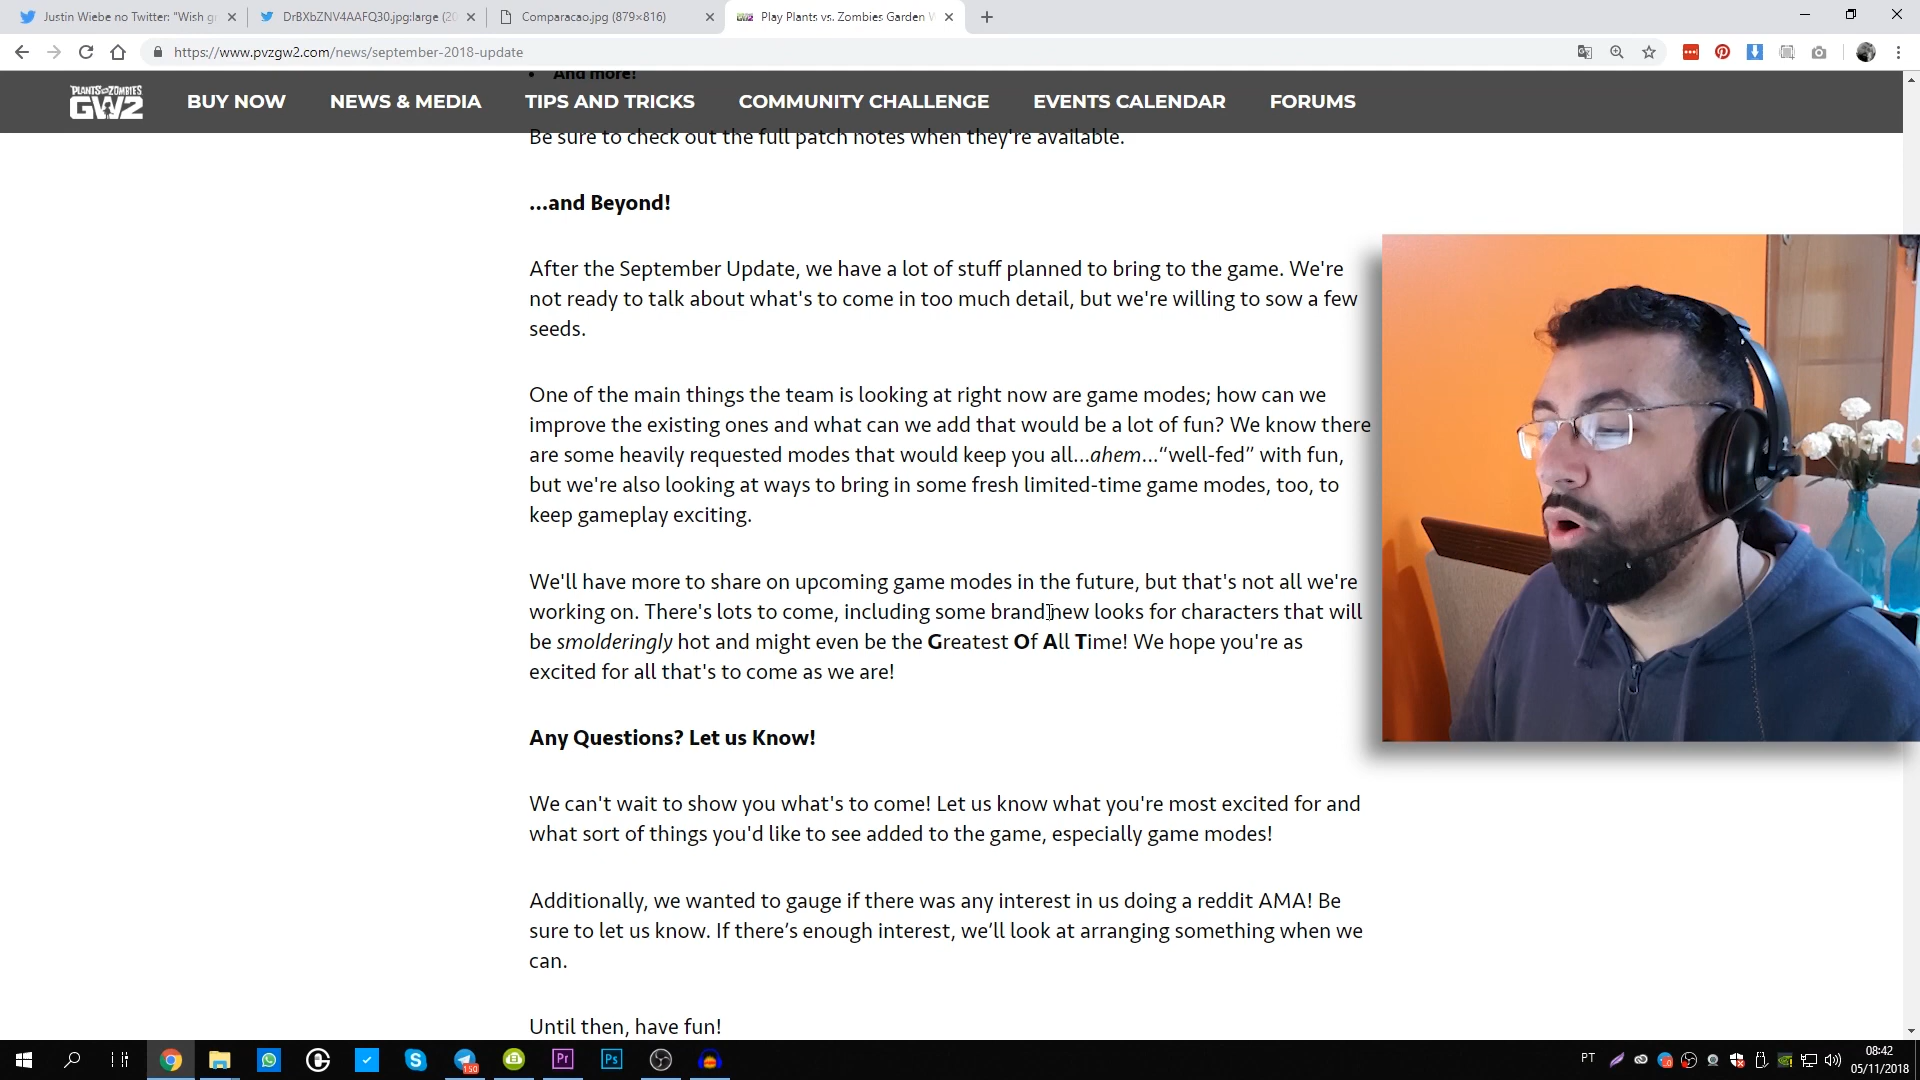 Justin Wiebe no Twitter: "Wish gr
DrBXbZNV4AAFQ30.jpg:large (20
Comparacao.jpg (879×816)
Play Plants vs. Zombies Garden W
https://www.pvzgw2.com/news/september-2018-update
• And more!
PLANTS vs ZOMBIES GW2
BUY NOW
NEWS & MEDIA
TIPS AND TRICKS
COMMUNITY CHALLENGE
EVENTS CALENDAR
FORUMS
Be sure to check out the full patch notes when they're available.
...and Beyond!
After the September Update, we have a lot of stuff planned to bring to the game. We're
not ready to talk about what's to come in too much detail, but we're willing to sow a few
seeds.
One of the main things the team is looking at right now are game modes; how can we
improve the existing ones and what can we add that would be a lot of fun? We know there
are some heavily requested modes that would keep you all...ahem...“well-fed” with fun,
but we're also looking at ways to bring in some fresh limited-time game modes, too, to
keep gameplay exciting.
We'll have more to share on upcoming game modes in the future, but that's not all we're
working on. There's lots to come, including some brand new looks for characters that will
be smolderingly hot and might even be the Greatest Of All Time! We hope you're as
excited for all that's to come as we are!
Any Questions? Let us Know!
We can't wait to show you what's to come! Let us know what you're most excited for and
what sort of things you'd like to see added to the game, especially game modes!
Additionally, we wanted to gauge if there was any interest in us doing a reddit AMA! Be
sure to let us know. If there’s enough interest, we’ll look at arranging something when we
can.
Until then, have fun!
150
Pr
Ps
PT
08:42
05/11/2018